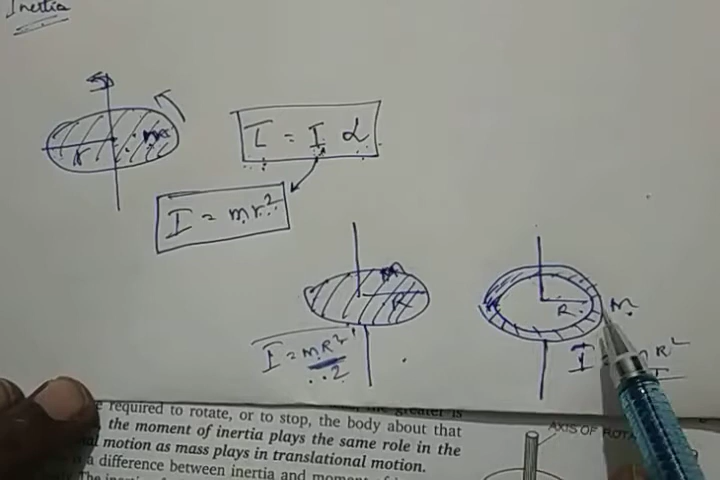 Inertia
m
r
τ = I α
I = mr²
m
R
I = mR²
2
R
m
I
mR²
e required to rotate, or to stop, the body about that
the moment of inertia plays the same role in the
motion as mass plays in translational motion.
is a difference between inertia and
AXIS OF ROTA